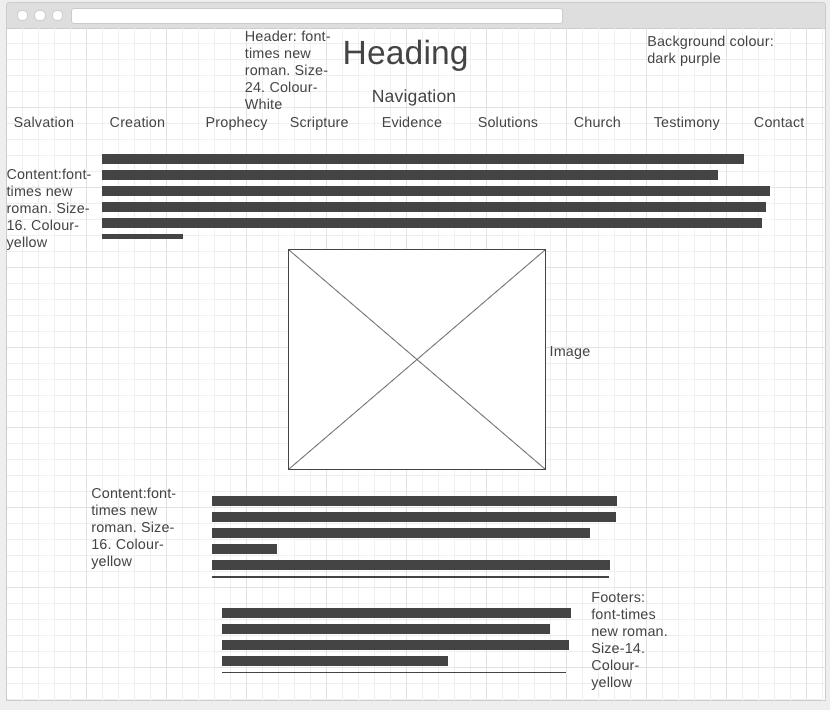 Header: font-
times new
roman. Size-
24. Colour-
White
Heading
Background colour:
dark purple
Navigation
Salvation Creation Prophecy Scripture Evidence Solutions Church Testimony Contact
Content:font-
times new
roman. Size-
16. Colour-
yellow
Image
Content:font-
times new
roman. Size-
16. Colour-
yellow
Footers:
font-times
new roman.
Size-14.
Colour-
yellow